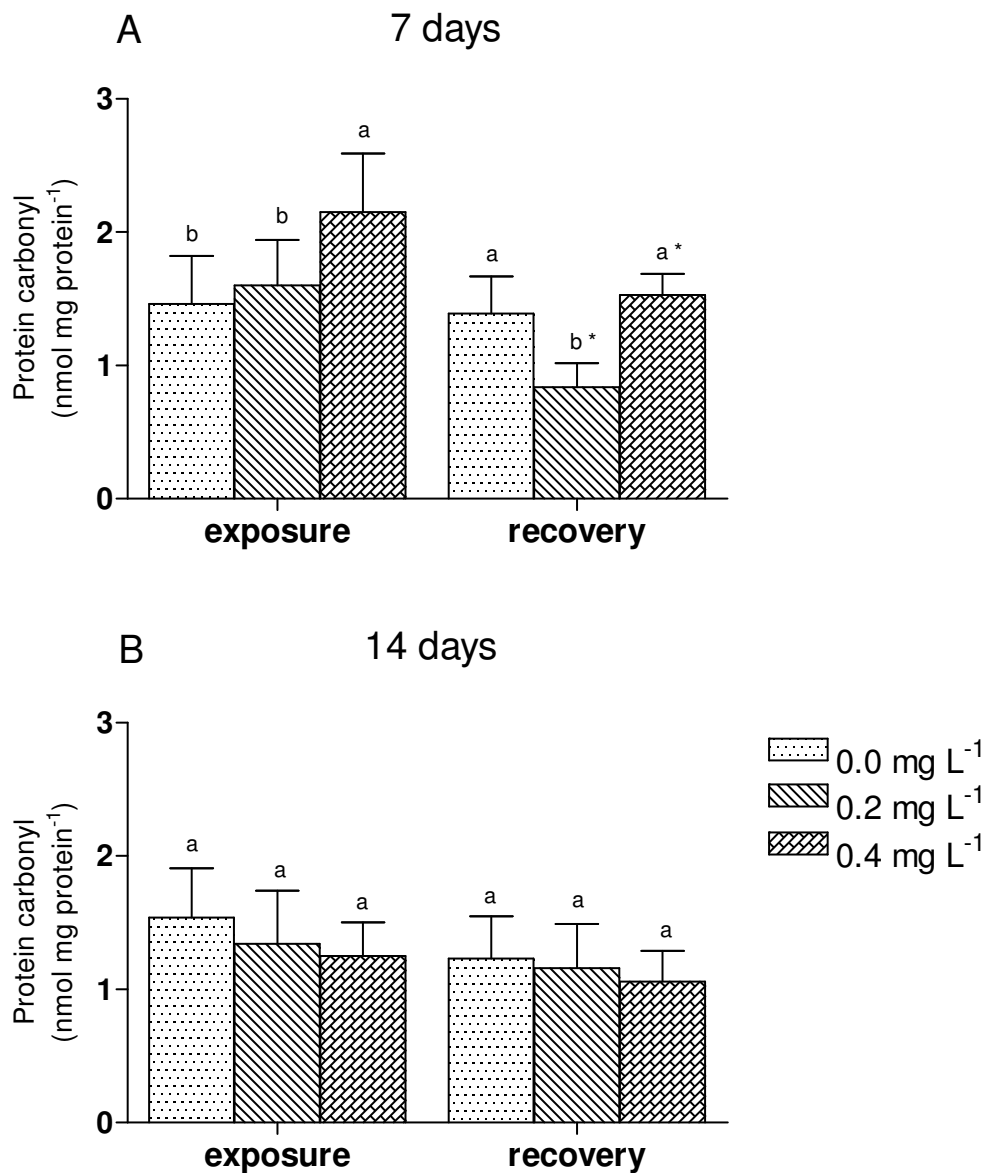 A
7 days
Protein carbonyl
(nmol mg protein⁻¹)
3
2
1
0
b
b
a
a
b *
a *
exposure
recovery
B
14 days
Protein carbonyl
(nmol mg protein⁻¹)
3
2
1
0
a
a
a
a
a
a
exposure
recovery
0.0 mg L⁻¹
0.2 mg L⁻¹
0.4 mg L⁻¹